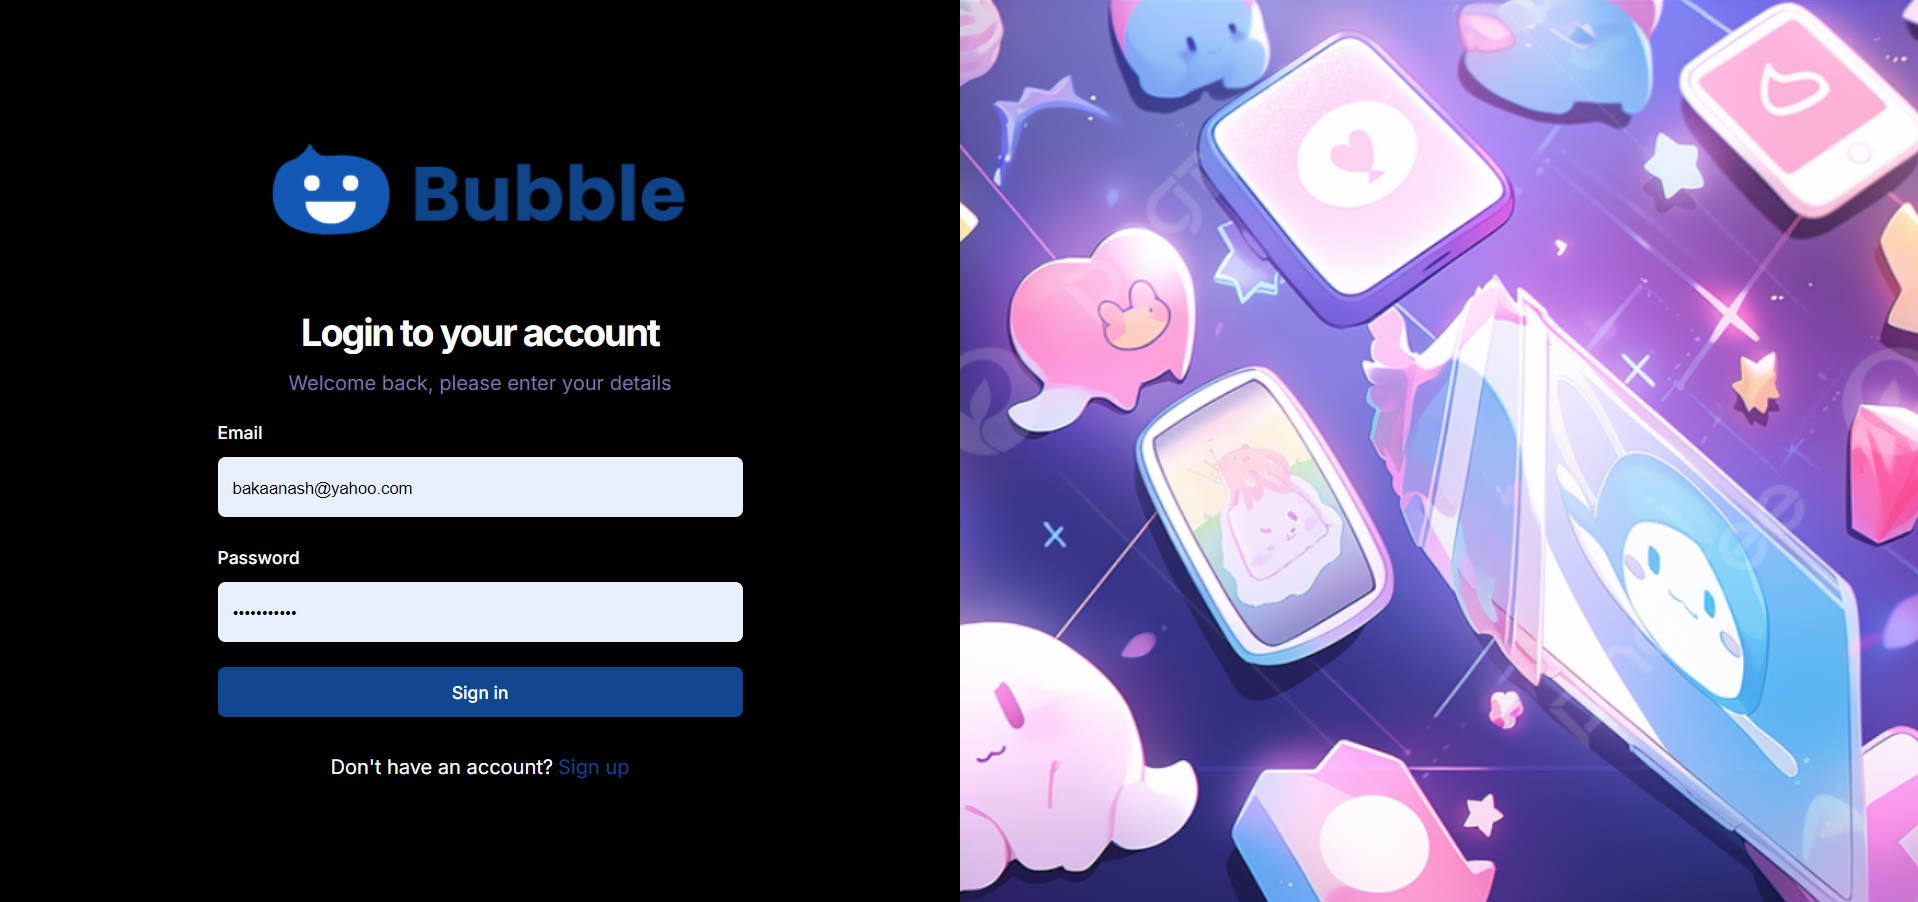 Bubble
Login to your account
Welcome back, please enter your details
Email
bakaanash@yahoo.com
Password
•••••••••••
Sign in
Don't have an account? Sign up